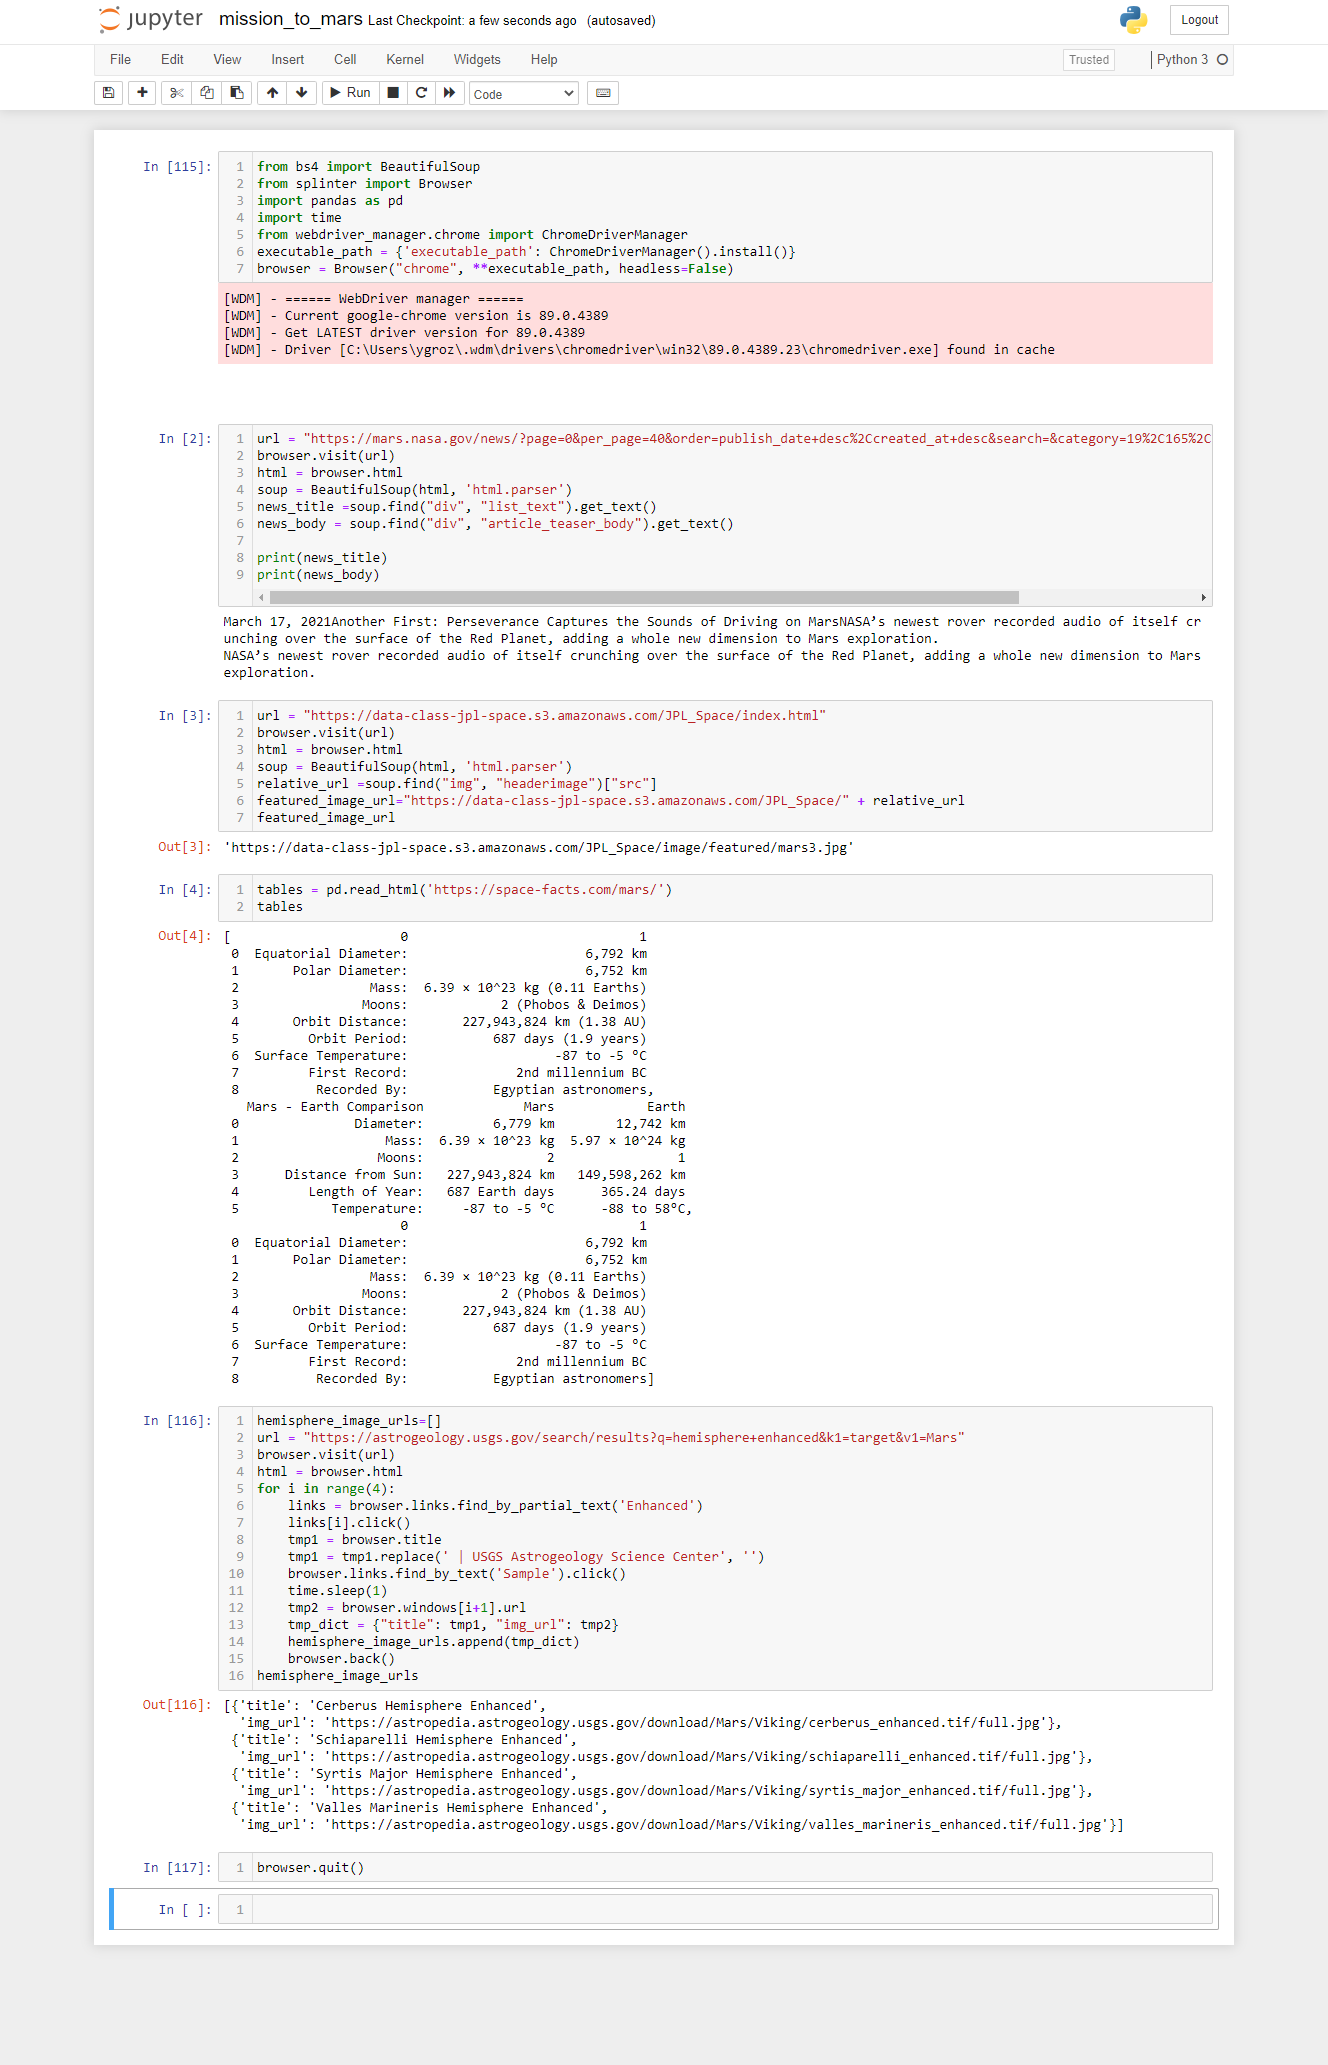 jupyter mission_to_mars Last Checkpoint: a few seconds ago (autosaved) Logout
File Edit View Insert Cell Kernel Widgets Help Trusted Python 3
Run Code
In [115]:
1 from bs4 import BeautifulSoup
2 from splinter import Browser
3 import pandas as pd
4 import time
5 from webdriver_manager.chrome import ChromeDriverManager
6 executable_path = {'executable_path': ChromeDriverManager().install()}
7 browser = Browser("chrome", **executable_path, headless=False)
[WDM] - ====== WebDriver manager ======
[WDM] - Current google-chrome version is 89.0.4389
[WDM] - Get LATEST driver version for 89.0.4389
[WDM] - Driver [C:\Users\ygroz\.wdm\drivers\chromedriver\win32\89.0.4389.23\chromedriver.exe] found in cache
In [2]:
1 url = "https://mars.nasa.gov/news/?page=0&per_page=40&order=publish_date+desc%2Ccreated_at+desc&search=&category=19%2C165%2C
2 browser.visit(url)
3 html = browser.html
4 soup = BeautifulSoup(html, 'html.parser')
5 news_title =soup.find("div", "list_text").get_text()
6 news_body = soup.find("div", "article_teaser_body").get_text()
7
8 print(news_title)
9 print(news_body)
March 17, 2021Another First: Perseverance Captures the Sounds of Driving on MarsNASA’s newest rover recorded audio of itself cr
unching over the surface of the Red Planet, adding a whole new dimension to Mars exploration.
NASA’s newest rover recorded audio of itself crunching over the surface of the Red Planet, adding a whole new dimension to Mars
exploration.
In [3]:
1 url = "https://data-class-jpl-space.s3.amazonaws.com/JPL_Space/index.html"
2 browser.visit(url)
3 html = browser.html
4 soup = BeautifulSoup(html, 'html.parser')
5 relative_url =soup.find("img", "headerimage")["src"]
6 featured_image_url="https://data-class-jpl-space.s3.amazonaws.com/JPL_Space/" + relative_url
7 featured_image_url
Out[3]: 'https://data-class-jpl-space.s3.amazonaws.com/JPL_Space/image/featured/mars3.jpg'
In [4]:
1 tables = pd.read_html('https://space-facts.com/mars/')
2 tables
Out[4]: [ 0 1
0 Equatorial Diameter: 6,792 km
1 Polar Diameter: 6,752 km
2 Mass: 6.39 × 10^23 kg (0.11 Earths)
3 Moons: 2 (Phobos & Deimos)
4 Orbit Distance: 227,943,824 km (1.38 AU)
5 Orbit Period: 687 days (1.9 years)
6 Surface Temperature: -87 to -5 °C
7 First Record: 2nd millennium BC
8 Recorded By: Egyptian astronomers,
Mars - Earth Comparison Mars Earth
0 Diameter: 6,779 km 12,742 km
1 Mass: 6.39 × 10^23 kg 5.97 × 10^24 kg
2 Moons: 2 1
3 Distance from Sun: 227,943,824 km 149,598,262 km
4 Length of Year: 687 Earth days 365.24 days
5 Temperature: -87 to -5 °C -88 to 58°C,
0 1
0 Equatorial Diameter: 6,792 km
1 Polar Diameter: 6,752 km
2 Mass: 6.39 × 10^23 kg (0.11 Earths)
3 Moons: 2 (Phobos & Deimos)
4 Orbit Distance: 227,943,824 km (1.38 AU)
5 Orbit Period: 687 days (1.9 years)
6 Surface Temperature: -87 to -5 °C
7 First Record: 2nd millennium BC
8 Recorded By: Egyptian astronomers]
In [116]:
1 hemisphere_image_urls=[]
2 url = "https://astrogeology.usgs.gov/search/results?q=hemisphere+enhanced&k1=target&v1=Mars"
3 browser.visit(url)
4 html = browser.html
5 for i in range(4):
6 links = browser.links.find_by_partial_text('Enhanced')
7 links[i].click()
8 tmp1 = browser.title
9 tmp1 = tmp1.replace(' | USGS Astrogeology Science Center', '')
10 browser.links.find_by_text('Sample').click()
11 time.sleep(1)
12 tmp2 = browser.windows[i+1].url
13 tmp_dict = {"title": tmp1, "img_url": tmp2}
14 hemisphere_image_urls.append(tmp_dict)
15 browser.back()
16 hemisphere_image_urls
Out[116]: [{'title': 'Cerberus Hemisphere Enhanced',
'img_url': 'https://astropedia.astrogeology.usgs.gov/download/Mars/Viking/cerberus_enhanced.tif/full.jpg'},
{'title': 'Schiaparelli Hemisphere Enhanced',
'img_url': 'https://astropedia.astrogeology.usgs.gov/download/Mars/Viking/schiaparelli_enhanced.tif/full.jpg'},
{'title': 'Syrtis Major Hemisphere Enhanced',
'img_url': 'https://astropedia.astrogeology.usgs.gov/download/Mars/Viking/syrtis_major_enhanced.tif/full.jpg'},
{'title': 'Valles Marineris Hemisphere Enhanced',
'img_url': 'https://astropedia.astrogeology.usgs.gov/download/Mars/Viking/valles_marineris_enhanced.tif/full.jpg'}]
In [117]: 1 browser.quit()
In [ ]: 1